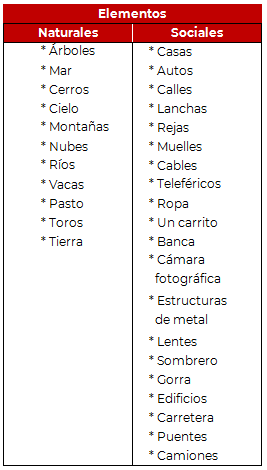 Elementos
Naturales
* Árboles
* Mar
* Cerros
* Cielo
* Montañas
* Nubes
* Ríos
* Vacas
* Pasto
* Toros
* Tierra
Sociales
* Casas
* Autos
* Calles
* Lanchas
* Rejas
* Muelles
* Cables
* Teleféricos
* Ropa
* Un carrito
* Banca
* Cámara
fotográfica
* Estructuras
de metal
* Lentes
* Sombrero
* Gorra
* Edificios
* Carretera
* Puentes
* Camiones